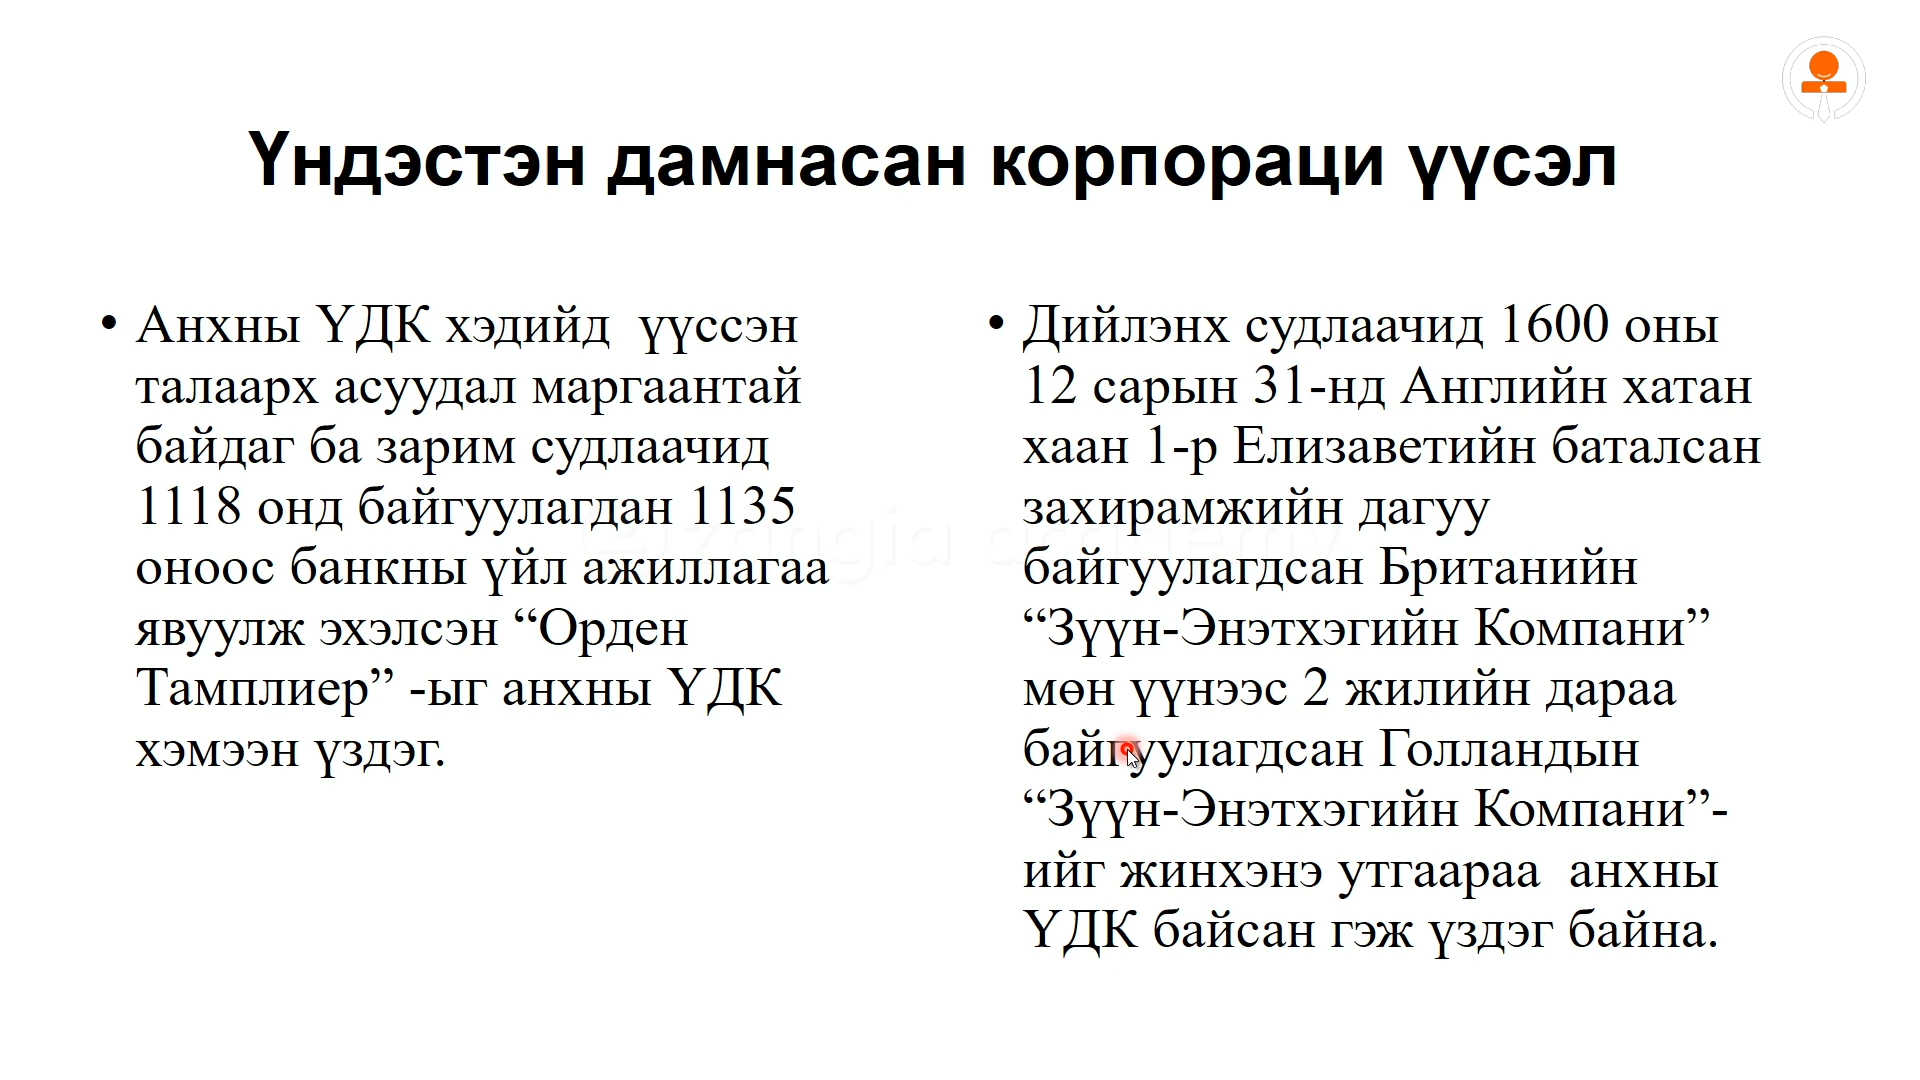 Үндэстэн дамнасан корпораци үүсэл
• Анхны ҮДК хэдийд үүссэн
талаарх асуудал маргаантай
байдаг ба зарим судлаачид
1118 онд байгуулагдан 1135
оноос банкны үйл ажиллагаа
явуулж эхэлсэн “Орден
Тамплиер” -ыг анхны ҮДК
хэмээн үздэг.
• Дийлэнх судлаачид 1600 оны
12 сарын 31-нд Английн хатан
хаан 1-р Елизаветийн баталсан
захирамжийн дагуу
байгуулагдсан Британийн
“Зүүн-Энэтхэгийн Компани”
мөн үүнээс 2 жилийн дараа
байгуулагдсан Голландын
“Зүүн-Энэтхэгийн Компани”-
ийг жинхэнэ утгаараа анхны
ҮДК байсан гэж үздэг байна.